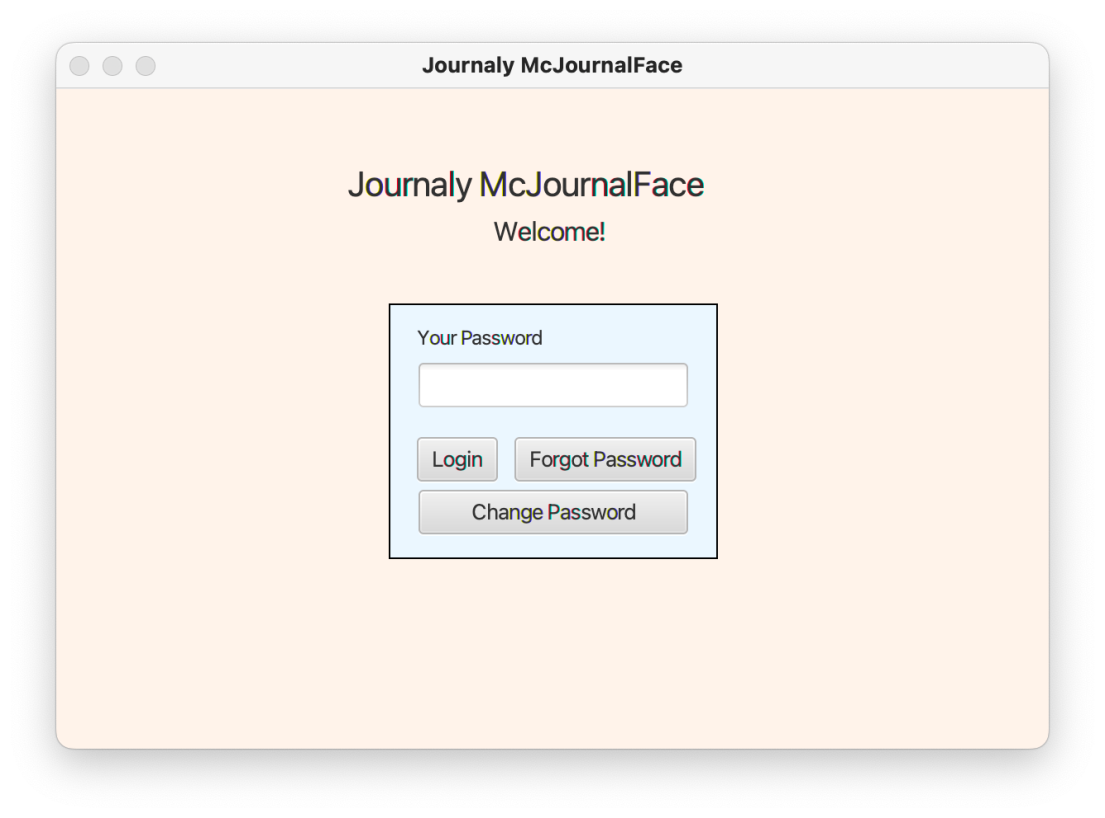 Journaly McJournalFace
Journaly McJournalFace
Welcome!
Your Password
Login Forgot Password
Change Password